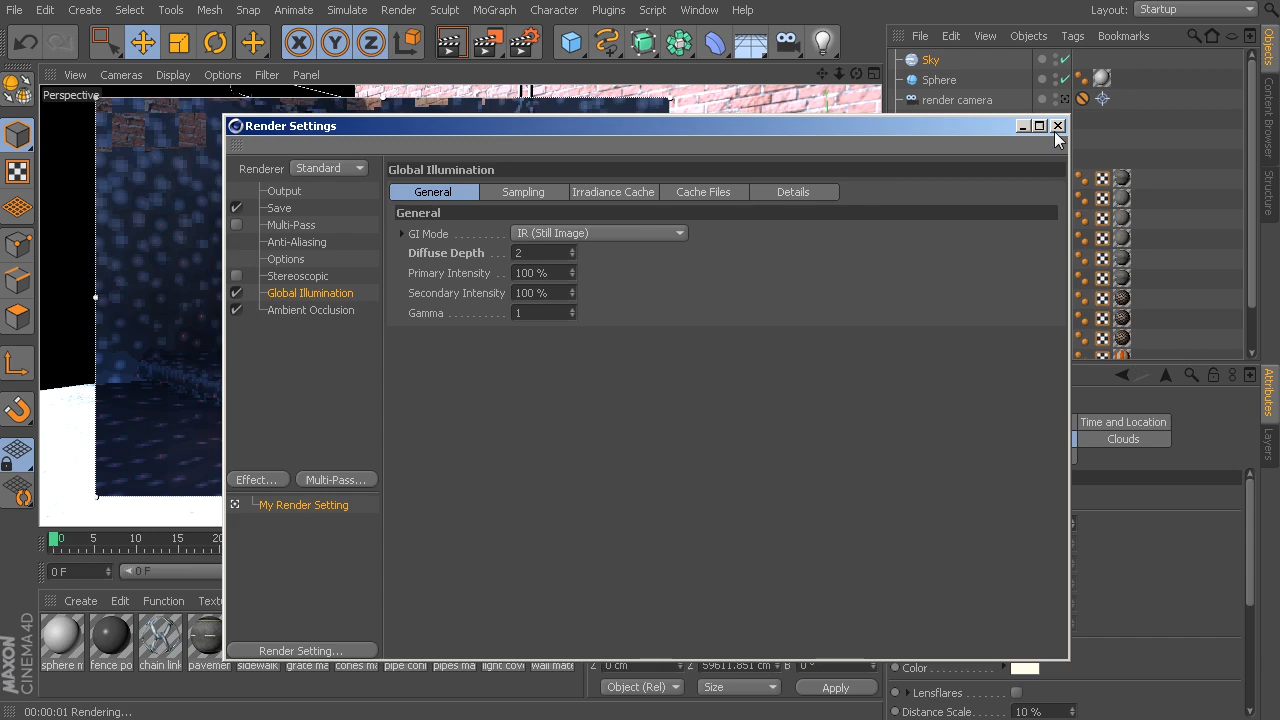 File Edit Create Select Tools Mesh Snap Animate Simulate Render Sculpt MoGraph Character Plugins Script Window Help
Layout: Startup
X Y Z
File Edit View Objects Tags Bookmarks
View Cameras Display Options Filter Panel
Perspective
Sky
Sphere
render camera
Objects
Content Browser
Structure
Render Settings
Renderer Standard
Output
Save
Multi-Pass
Anti-Aliasing
Options
Stereoscopic
Global Illumination
Ambient Occlusion
Effect... Multi-Pass...
My Render Setting
Render Setting...
Global Illumination
General Sampling Irradiance Cache Cache Files Details
General
GI Mode IR (Still Image)
Diffuse Depth 2
Primary Intensity 100 %
Secondary Intensity 100 %
Gamma 1
Attributes
Layers
Time and Location
Clouds
0 5 10 15
0 F 0 F
Create Edit Function
sphere m fence po chain link sidewalk grate ma cones ma pipe coni pipes ma wall mate
Z 0 cm Z 59611.851 cm B 0 °
Object (Rel) Size Apply
Color
Lensflares
Distance Scale 10 %
MAXON
CINEMA 4D
00:00:01 Rendering...